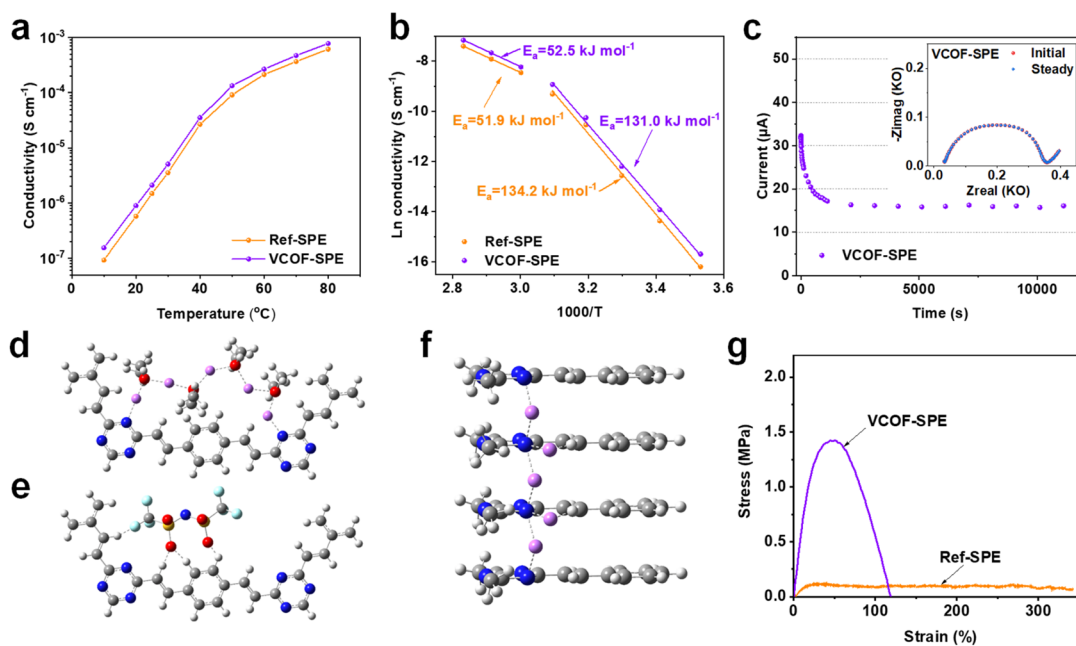 a
Conductivity (S cm⁻¹)
10⁻³
10⁻⁴
10⁻⁵
10⁻⁶
10⁻⁷
Ref-SPE
VCOF-SPE
0 20 40 60 80
Temperature (°C)
b
Ln conductivity (S cm⁻¹)
-8
-10
-12
-14
-16
Eₐ=52.5 kJ mol⁻¹
Eₐ=51.9 kJ mol⁻¹
Eₐ=131.0 kJ mol⁻¹
Eₐ=134.2 kJ mol⁻¹
Ref-SPE
VCOF-SPE
2.8 3.0 3.2 3.4 3.6
1000/T
c
Current (µA)
50
40
30
20
10
0
VCOF-SPE
Initial
Steady
-Zimag (KO)
0.2
0.1
0.0
0.0 0.2 0.4
Zreal (KO)
VCOF-SPE
0 5000 10000
Time (s)
d
e
f
g
Stress (MPa)
2.0
1.5
1.0
0.5
0.0
VCOF-SPE
Ref-SPE
0 100 200 300
Strain (%)